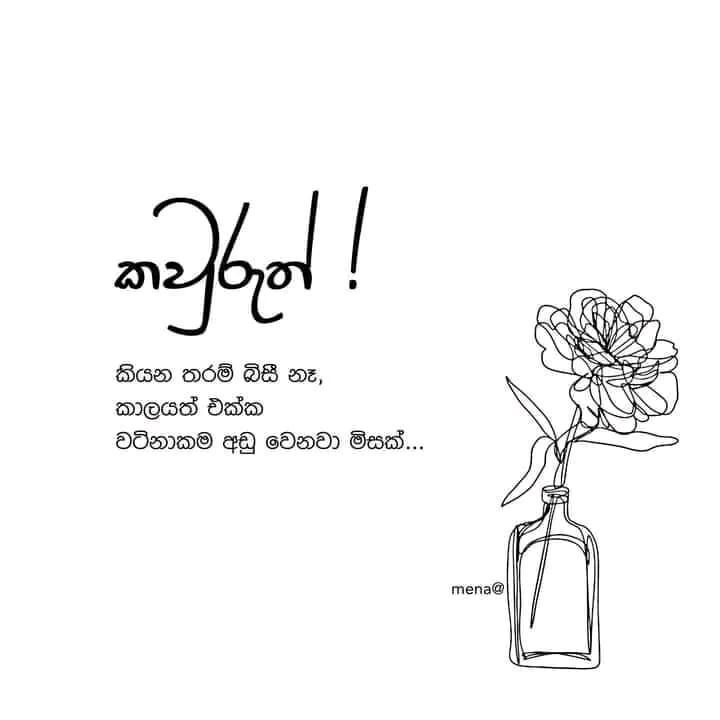 කවුරුත් !
කියන තරම් බිසී නෑ,
කාලයත් එක්ක
වටිනාකම අඩු වෙනවා මිසක්...
mena@